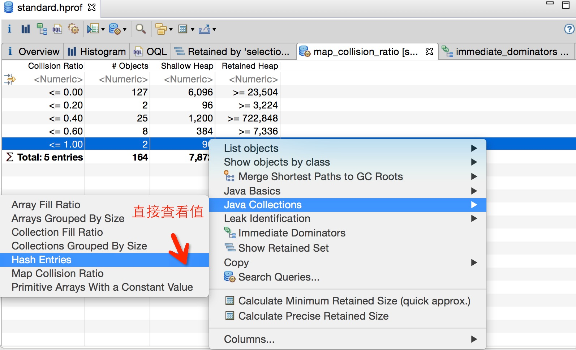 standard.hprof
i Overview Histogram OQL Retained by 'selectio... map_collision_ratio [s... immediate_dominators ...
Collision Ratio # Objects Shallow Heap Retained Heap
<Numeric> <Numeric> <Numeric> <Numeric>
<= 0.00 127 6,096 >= 23,504
<= 0.20 2 96 >= 3,224
<= 0.40 25 1,200 >= 722,848
<= 0.60 8 384 >= 7,336
<= 1.00 2
Σ Total: 5 entries 164
List objects
Show objects by class
Merge Shortest Paths to GC Roots
Java Basics
Java Collections
Leak Identification
Immediate Dominators
Show Retained Set
Copy
Search Queries...
Calculate Minimum Retained Size (quick approx.)
Calculate Precise Retained Size
Columns...
Array Fill Ratio
Arrays Grouped By Size
Collection Fill Ratio
Collections Grouped By Size
Hash Entries
Map Collision Ratio
Primitive Arrays With a Constant Value
直接查看值